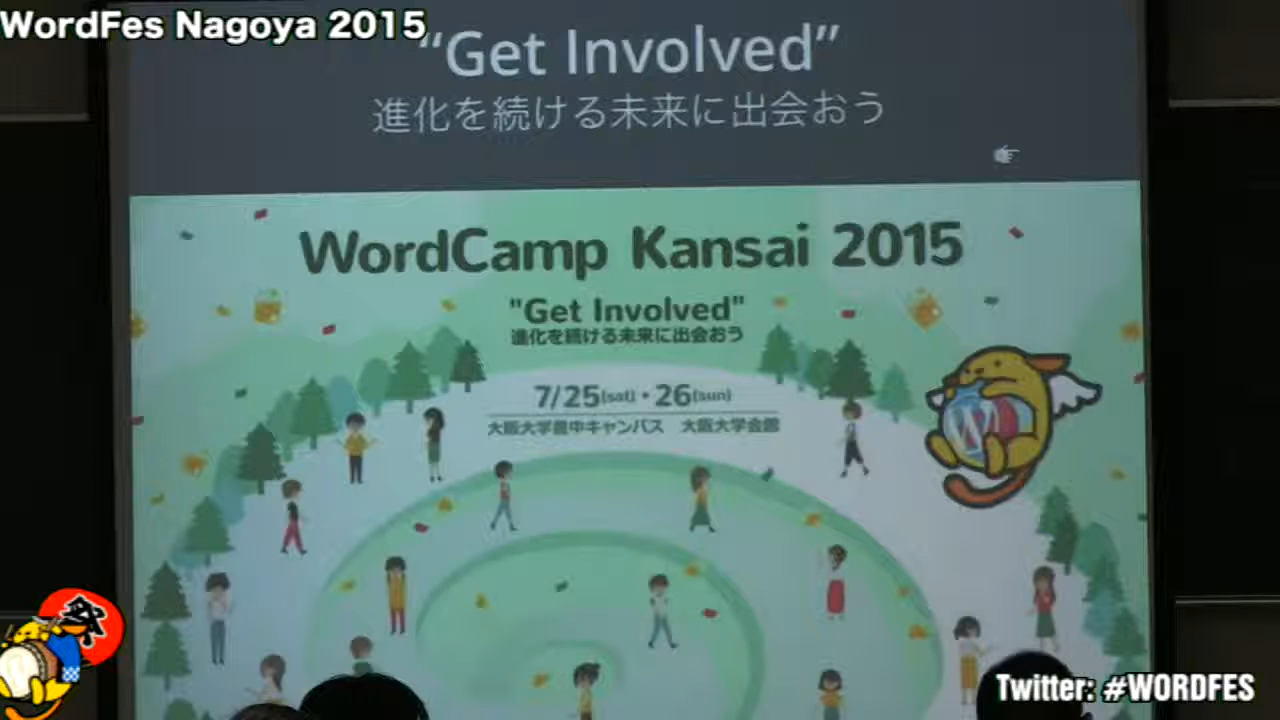 WordFes Nagoya 2015
“Get Involved”
進化を続ける未来に出会おう
WordCamp Kansai 2015
"Get Involved"
進化を続ける未来に出会おう
7/25(sat)・26(sun)
大阪大学豊中キャンパス 大阪大学会館
W
祭
Twitter: #WORDFES